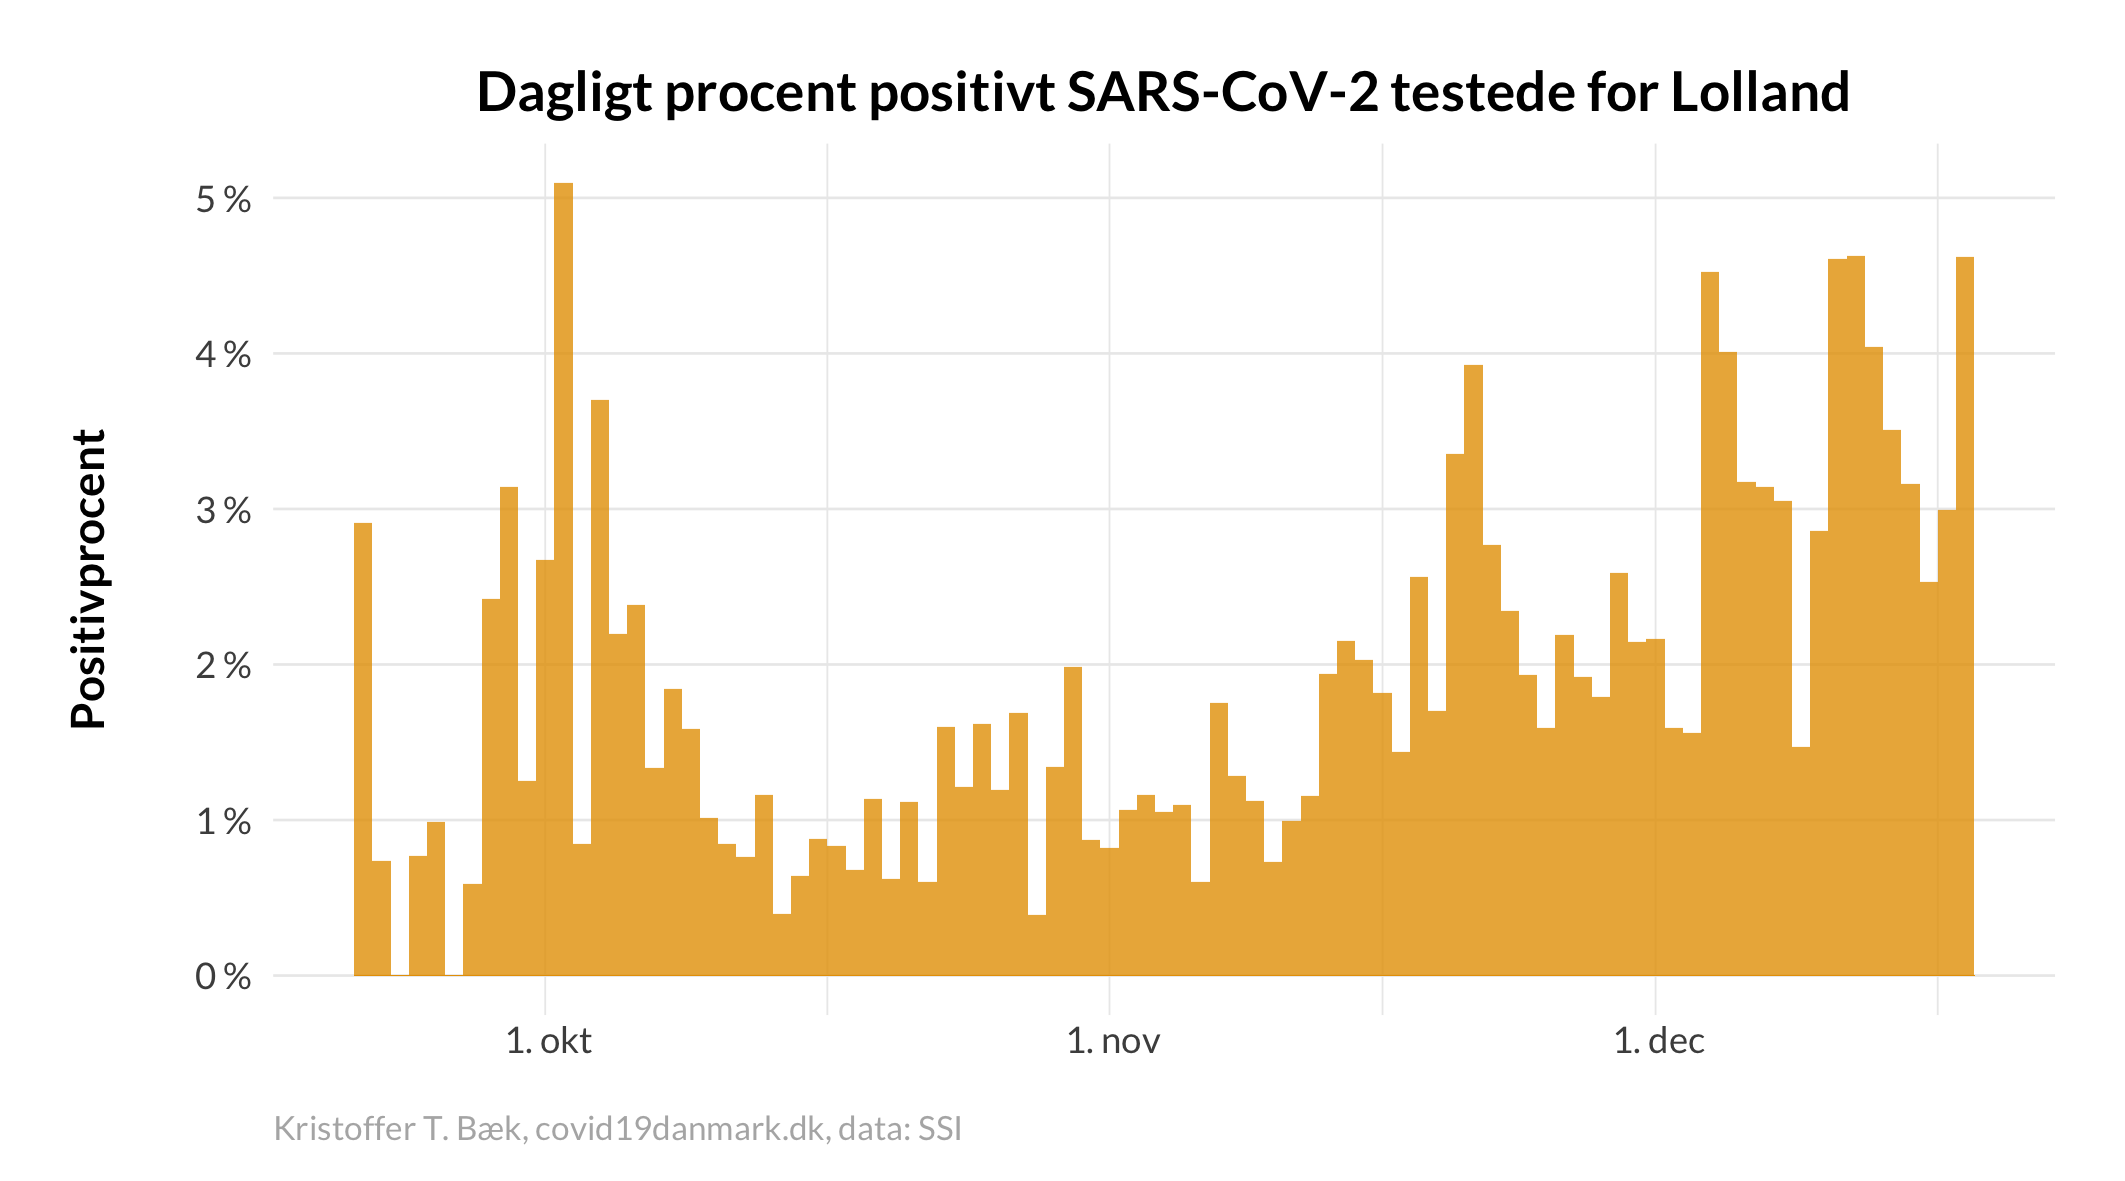 Dagligt procent positivt SARS-CoV-2 testede for Lolland
Positivprocent
5 %
4 %
3 %
2 %
1 %
0 %
1. okt
1. nov
1. dec
Kristoffer T. Bæk, covid19danmark.dk, data: SSI